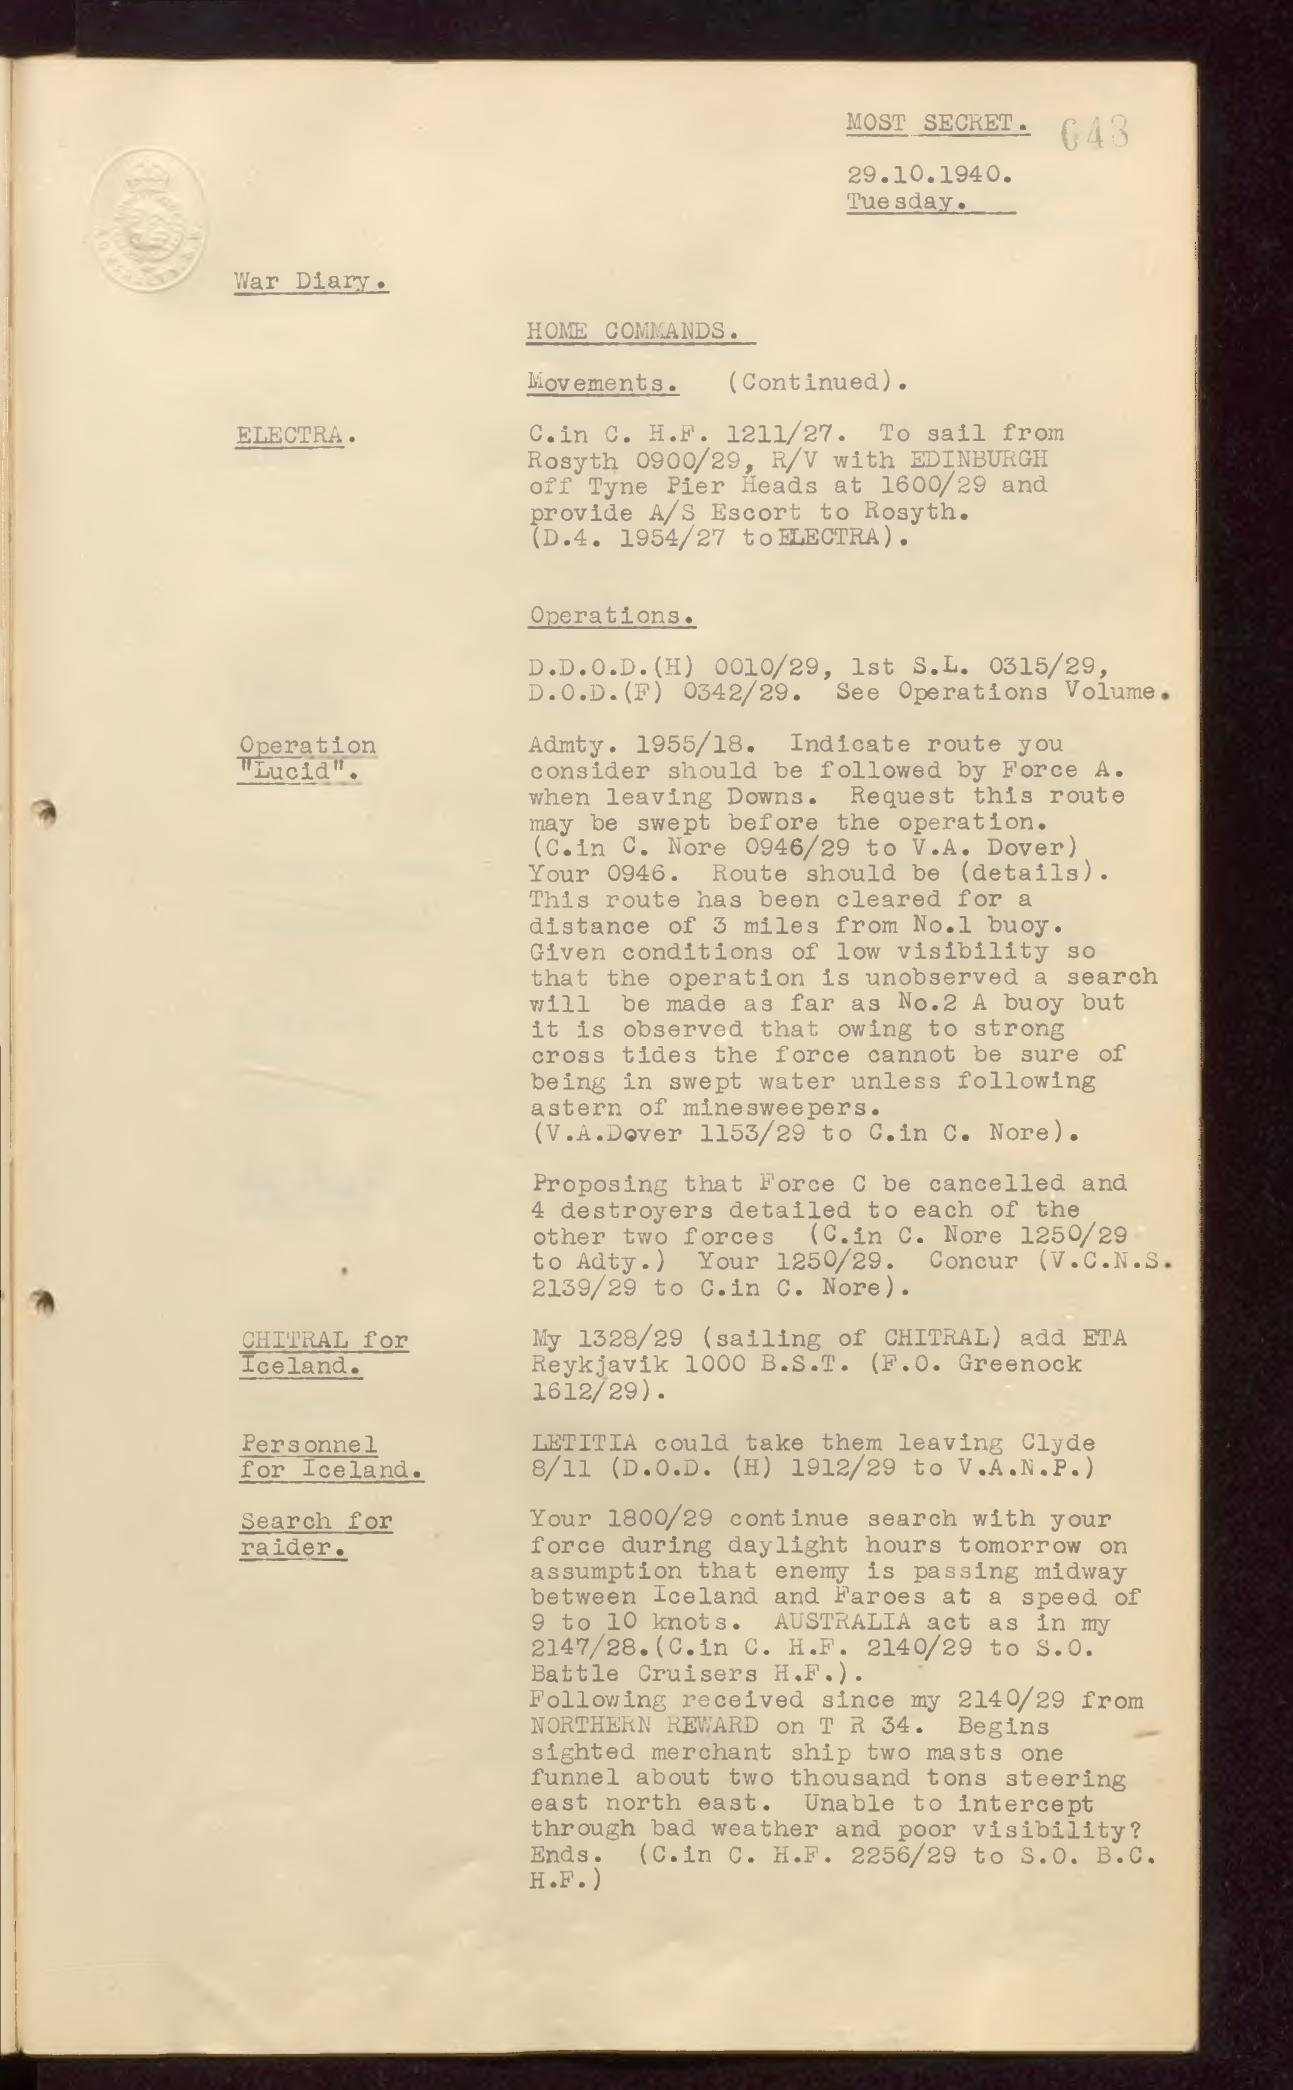 MOST SECRET. 643
29.10.1940.
Tuesday.
War Diary.
HOME COMMANDS.
Movements. (Continued).
ELECTRA.
C.in C. H.F. 1211/27. To sail from
Rosyth 0900/29, R/V with EDINBURGH
off Tyne Pier Heads at 1600/29 and
provide A/S Escort to Rosyth.
(D.4. 1954/27 to ELECTRA).
Operations.
D.D.O.D.(H) 0010/29, 1st S.L. 0315/29,
D.O.D.(F) 0342/29. See Operations Volume.
Operation
"Lucid".
Admty. 1955/18. Indicate route you
consider should be followed by Force A.
when leaving Downs. Request this route
may be swept before the operation.
(C.in C. Nore 0946/29 to V.A. Dover)
Your 0946. Route should be (details).
This route has been cleared for a
distance of 3 miles from No.1 buoy.
Given conditions of low visibility so
that the operation is unobserved a search
will be made as far as No.2 A buoy but
it is observed that owing to strong
cross tides the force cannot be sure of
being in swept water unless following
astern of minesweepers.
(V.A.Dover 1153/29 to C.in C. Nore).
Proposing that Force C be cancelled and
4 destroyers detailed to each of the
other two forces (C.in C. Nore 1250/29
to Adty.) Your 1250/29. Concur (V.C.N.S.
2139/29 to C.in C. Nore).
CHITRAL for
Iceland.
My 1328/29 (sailing of CHITRAL) add ETA
Reykjavik 1000 B.S.T. (F.O. Greenock
1612/29).
Personnel
for Iceland.
LETITIA could take them leaving Clyde
8/11 (D.O.D. (H) 1912/29 to V.A.N.P.)
Search for
raider.
Your 1800/29 continue search with your
force during daylight hours tomorrow on
assumption that enemy is passing midway
between Iceland and Faroes at a speed of
9 to 10 knots. AUSTRALIA act as in my
2147/28.(C.in C. H.F. 2140/29 to S.O.
Battle Cruisers H.F.).
Following received since my 2140/29 from
NORTHERN REWARD on T R 34. Begins
sighted merchant ship two masts one
funnel about two thousand tons steering
east north east. Unable to intercept
through bad weather and poor visibility?
Ends. (C.in C. H.F. 2256/29 to S.O. B.C.
H.F.)